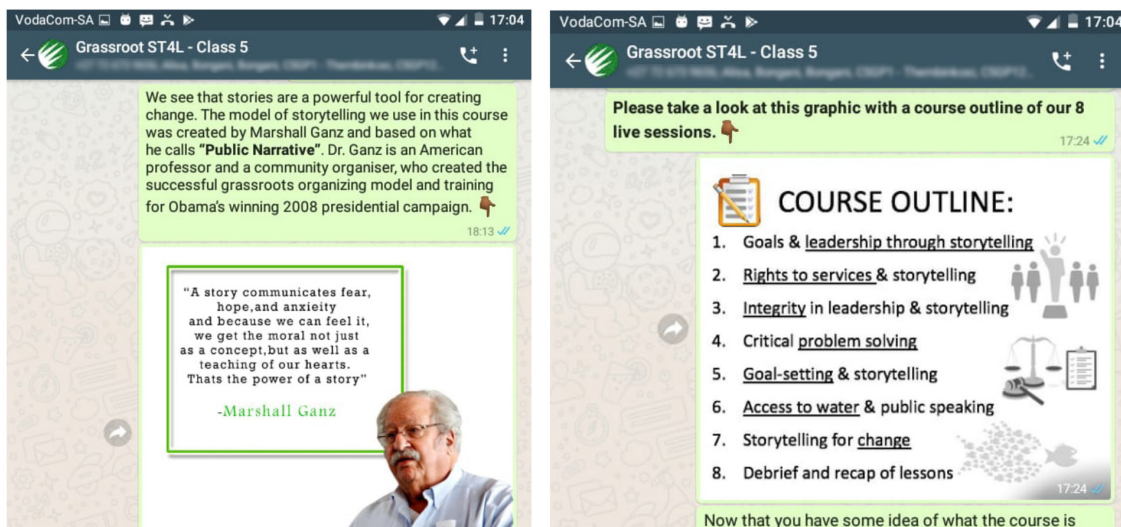 VodaCom-SA 17:04
Grassroot ST4L - Class 5
We see that stories are a powerful tool for creating
change. The model of storytelling we use in this course
was created by Marshall Ganz and based on what
he calls “Public Narrative”. Dr. Ganz is an American
professor and a community organiser, who created the
successful grassroots organizing model and training
for Obama’s winning 2008 presidential campaign.
18:13
“A story communicates fear,
hope,and anxieity
and because we can feel it,
we get the moral not just
as a concept,but as well as a
teaching of our hearts.
Thats the power of a story”
-Marshall Ganz
VodaCom-SA 17:04
Grassroot ST4L - Class 5
Please take a look at this graphic with a course outline of our 8
live sessions.
17:24
COURSE OUTLINE:
1. Goals & leadership through storytelling
2. Rights to services & storytelling
3. Integrity in leadership & storytelling
4. Critical problem solving
5. Goal-setting & storytelling
6. Access to water & public speaking
7. Storytelling for change
8. Debrief and recap of lessons
17:24
Now that you have some idea of what the course is